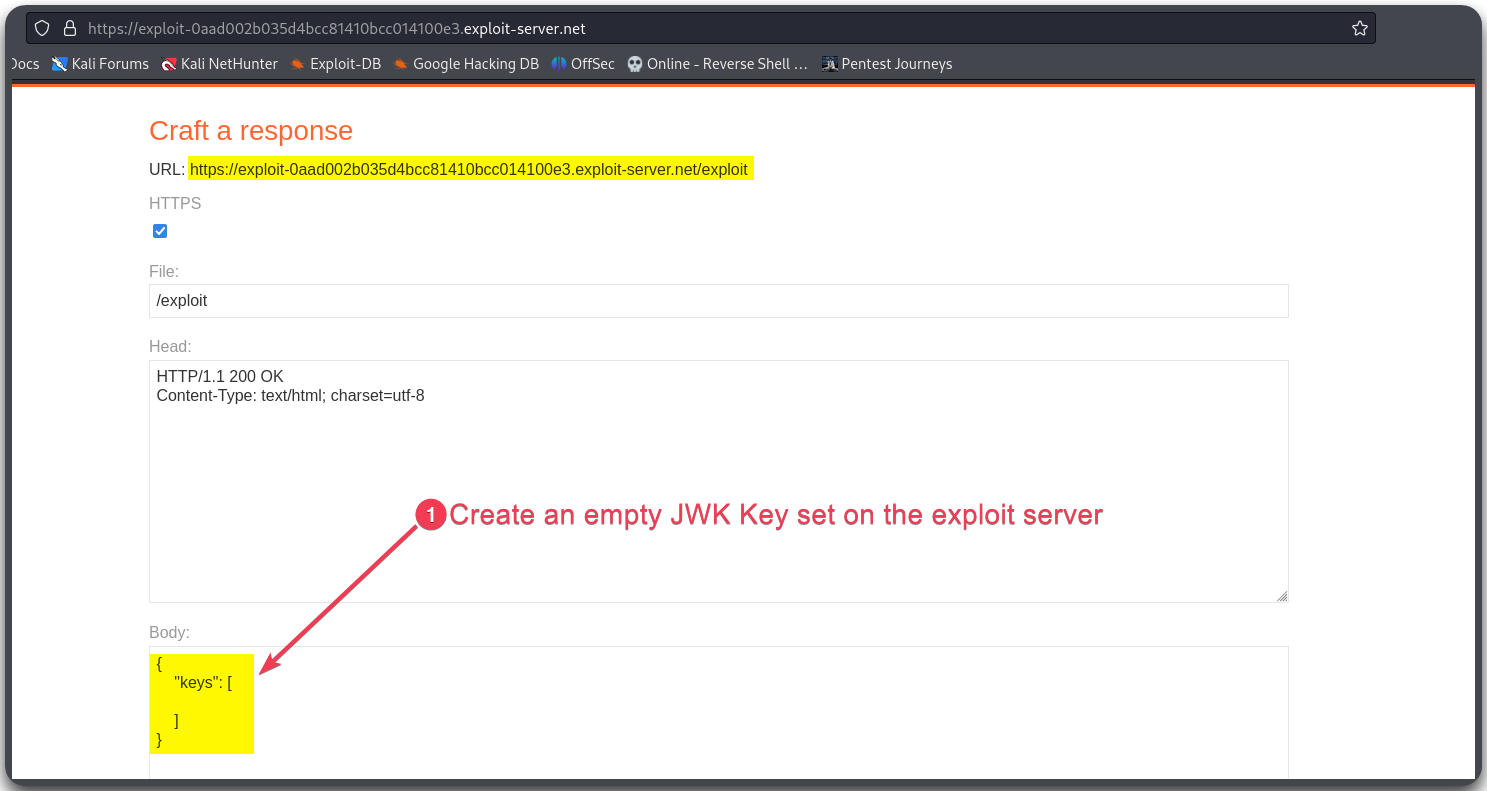 https://exploit-0aad002b035d4bcc81410bcc014100e3.exploit-server.net
Docs Kali Forums Kali NetHunter Exploit-DB Google Hacking DB OffSec Online - Reverse Shell ... Pentest Journeys
Craft a response
URL: https://exploit-0aad002b035d4bcc81410bcc014100e3.exploit-server.net/exploit
HTTPS
File:
/exploit
Head:
HTTP/1.1 200 OK
Content-Type: text/html; charset=utf-8
1 Create an empty JWK Key set on the exploit server
Body:
{
"keys": [
]
}